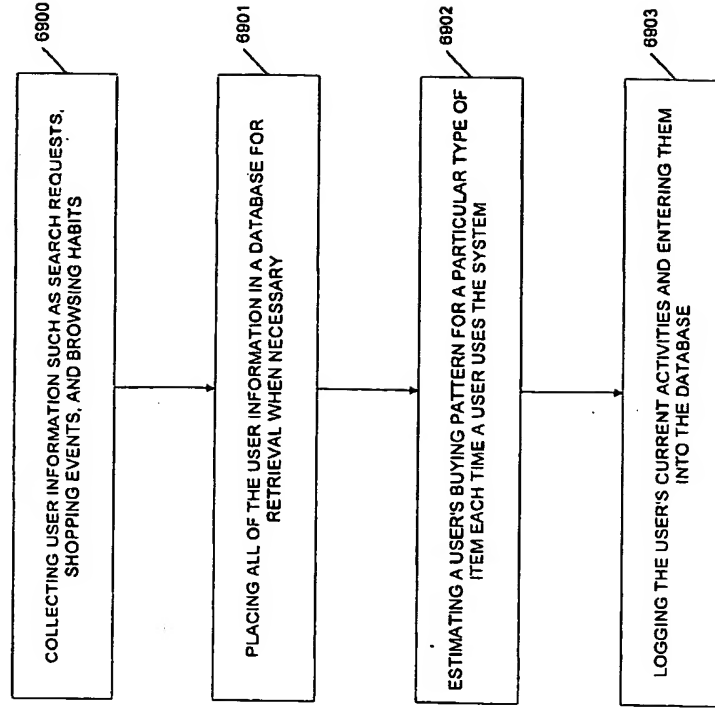 6900
COLLECTING USER INFORMATION SUCH AS SEARCH REQUESTS,
SHOPPING EVENTS, AND BROWSING HABITS
6901
PLACING ALL OF THE USER INFORMATION IN A DATABASE FOR
RETRIEVAL WHEN NECESSARY
6902
ESTIMATING A USER'S BUYING PATTERN FOR A PARTICULAR TYPE OF
ITEM EACH TIME A USER USES THE SYSTEM
6903
LOGGING THE USER'S CURRENT ACTIVITIES AND ENTERING THEM
INTO THE DATABASE